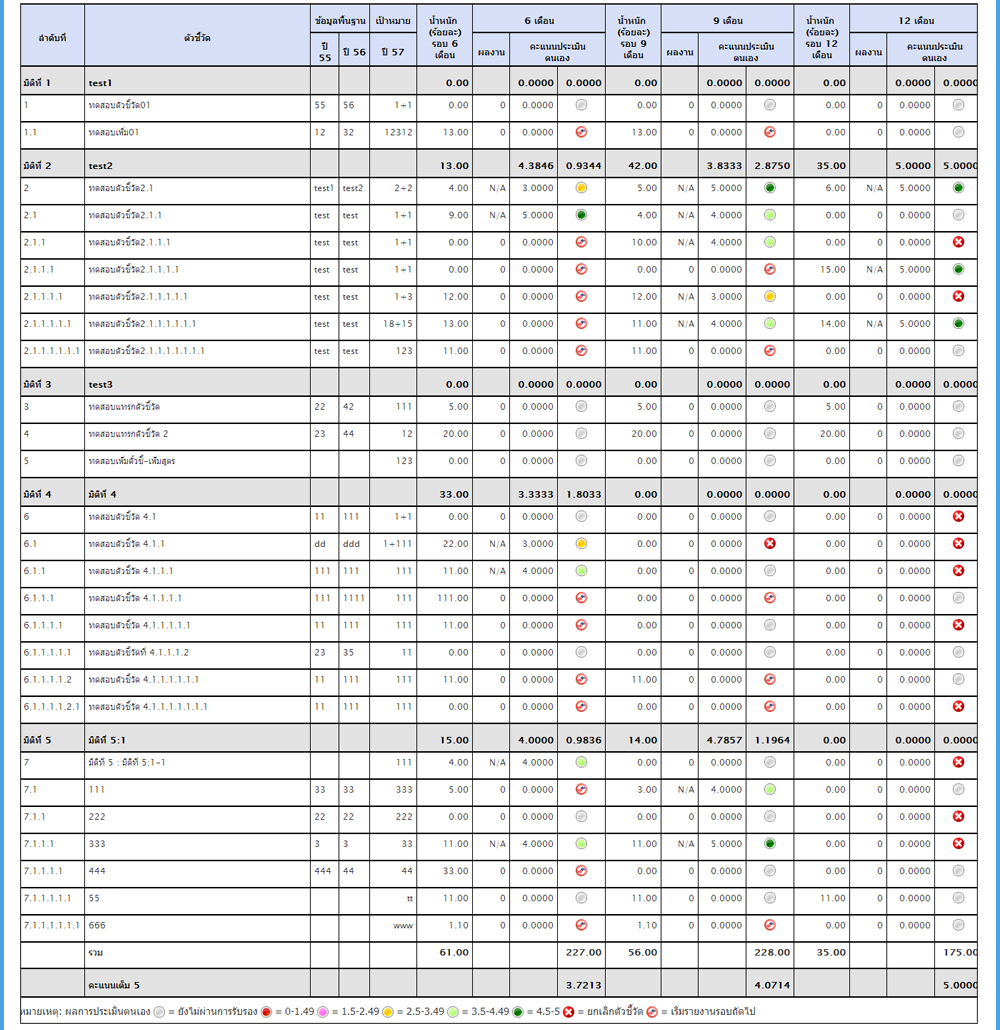 ลำดับที่ ตัวชี้วัด ข้อมูลพื้นฐาน เป้าหมาย น้ำหนัก (ร้อยละ) รอบ 6 เดือน 6 เดือน น้ำหนัก (ร้อยละ) รอบ 9 เดือน 9 เดือน น้ำหนัก (ร้อยละ) รอบ 12 เดือน 12 เดือน
ปี 55 ปี 56 ปี 57 ผลงาน คะแนนประเมินตนเอง ผลงาน คะแนนประเมินตนเอง ผลงาน คะแนนประเมินตนเอง
มิติที่ 1 test1 0.00 0.0000 0.0000 0.00 0.0000 0.0000 0.00 0.0000 0.0000
1 ทดสอบตัวชี้วัด01 55 56 1÷1 0.00 0 0.0000 0.00 0 0.0000 0.00 0 0.0000
1.1 ทดสอบเพิ่ม01 12 32 12312 13.00 0 0.0000 13.00 0 0.0000 0.00 0 0.0000
มิติที่ 2 test2 13.00 4.3846 0.9344 42.00 3.8333 2.8750 35.00 5.0000 5.0000
2 ทดสอบตัวชี้วัด2.1 test1 test2 2÷2 4.00 N/A 3.0000 5.00 N/A 5.0000 6.00 N/A 5.0000
2.1 ทดสอบตัวชี้วัด2.1.1 test test 1÷1 9.00 N/A 5.0000 4.00 N/A 4.0000 0.00 0 0.0000
2.1.1 ทดสอบตัวชี้วัด2.1.1.1 test test 1÷1 0.00 0 0.0000 10.00 N/A 4.0000 0.00 0 0.0000
2.1.1.1 ทดสอบตัวชี้วัด2.1.1.1.1 test test 1÷1 0.00 0 0.0000 0.00 0 0.0000 15.00 N/A 5.0000
2.1.1.1.1 ทดสอบตัวชี้วัด2.1.1.1.1.1 test test 1÷3 12.00 0 0.0000 12.00 N/A 3.0000 0.00 0 0.0000
2.1.1.1.1.1 ทดสอบตัวชี้วัด2.1.1.1.1.1.1 test test 18÷15 13.00 0 0.0000 11.00 N/A 4.0000 14.00 N/A 5.0000
2.1.1.1.1.1.1 ทดสอบตัวชี้วัด2.1.1.1.1.1.1.1 test test 123 11.00 0 0.0000 11.00 0 0.0000 0.00 0 0.0000
มิติที่ 3 test3 0.00 0.0000 0.0000 0.00 0.0000 0.0000 0.00 0.0000 0.0000
3 ทดสอบแทรกตัวชี้วัด 22 42 111 5.00 0 0.0000 5.00 0 0.0000 5.00 0 0.0000
4 ทดสอบแทรกตัวชี้วัด 2 23 44 12 20.00 0 0.0000 20.00 0 0.0000 20.00 0 0.0000
5 ทดสอบเพิ่มตัวชี้-เพิ่มสูตร 123 0.00 0 0.0000 0.00 0 0.0000 0.00 0 0.0000
มิติที่ 4 มิติที่ 4 33.00 3.3333 1.8033 0.00 0.0000 0.0000 0.00 0.0000 0.0000
6 ทดสอบตัวชี้วัด 4.1 11 111 1÷1 0.00 0 0.0000 0.00 0 0.0000 0.00 0 0.0000
6.1 ทดสอบตัวชี้วัด 4.1.1 dd ddd 1÷111 22.00 N/A 3.0000 0.00 0 0.0000 0.00 0 0.0000
6.1.1 ทดสอบตัวชี้วัด 4.1.1.1 111 111 111 11.00 N/A 4.0000 0.00 0 0.0000 0.00 0 0.0000
6.1.1.1 ทดสอบตัวชี้วัด 4.1.1.1.1 111 1111 111 111.00 0 0.0000 0.00 0 0.0000 0.00 0 0.0000
6.1.1.1.1 ทดสอบตัวชี้วัด 4.1.1.1.1.1 11 111 111 11.00 0 0.0000 0.00 0 0.0000 0.00 0 0.0000
6.1.1.1.1.1 ทดสอบตัวชี้วัดที่ 4.1.1.1.2 23 35 11 0.00 0 0.0000 0.00 0 0.0000 0.00 0 0.0000
6.1.1.1.1.2 ทดสอบตัวชี้วัด 4.1.1.1.1.1.1 11 111 111 11.00 0 0.0000 11.00 0 0.0000 0.00 0 0.0000
6.1.1.1.1.2.1 ทดสอบตัวชี้วัด 4.1.1.1.1.1.1.1 11 111 111 0.00 0 0.0000 0.00 0 0.0000 0.00 0 0.0000
มิติที่ 5 มิติที่ 5:1 15.00 4.0000 0.9836 14.00 4.7857 1.1964 0.00 0.0000 0.0000
7 มิติที่ 5 : มิติที่ 5:1-1 111 4.00 N/A 4.0000 0.00 0 0.0000 0.00 0 0.0000
7.1 111 33 33 333 5.00 0 0.0000 3.00 N/A 4.0000 0.00 0 0.0000
7.1.1 222 22 22 222 0.00 0 0.0000 0.00 0 0.0000 0.00 0 0.0000
7.1.1.1 333 3 3 33 11.00 N/A 4.0000 11.00 N/A 5.0000 0.00 0 0.0000
7.1.1.1.1 444 444 44 44 33.00 0 0.0000 0.00 0 0.0000 0.00 0 0.0000
7.1.1.1.1.1 55 tt 11.00 0 0.0000 11.00 0 0.0000 11.00 0 0.0000
7.1.1.1.1.1.1 666 www 1.10 0 0.0000 1.10 0 0.0000 0.00 0 0.0000
รวม 61.00 227.00 56.00 228.00 35.00 175.00
คะแนนเต็ม 5 3.7213 4.0714 5.0000
หมายเหตุ: ผลการประเมินตนเอง = ยังไม่ผ่านการรับรอง = 0-1.49 = 1.5-2.49 = 2.5-3.49 = 3.5-4.49 = 4.5-5 = ยกเลิกตัวชี้วัด = เริ่มรายงานรอบถัดไป